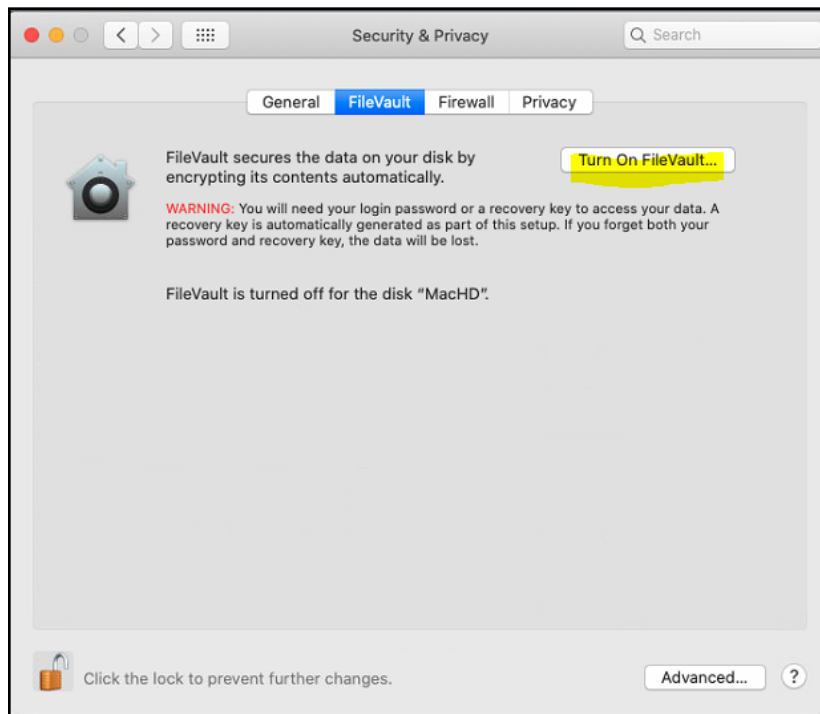 Security & Privacy
Search
General FileVault Firewall Privacy
FileVault secures the data on your disk by
encrypting its contents automatically.
Turn On FileVault...
WARNING: You will need your login password or a recovery key to access your data. A
recovery key is automatically generated as part of this setup. If you forget both your
password and recovery key, the data will be lost.
FileVault is turned off for the disk “MacHD”.
Click the lock to prevent further changes.
Advanced...
?